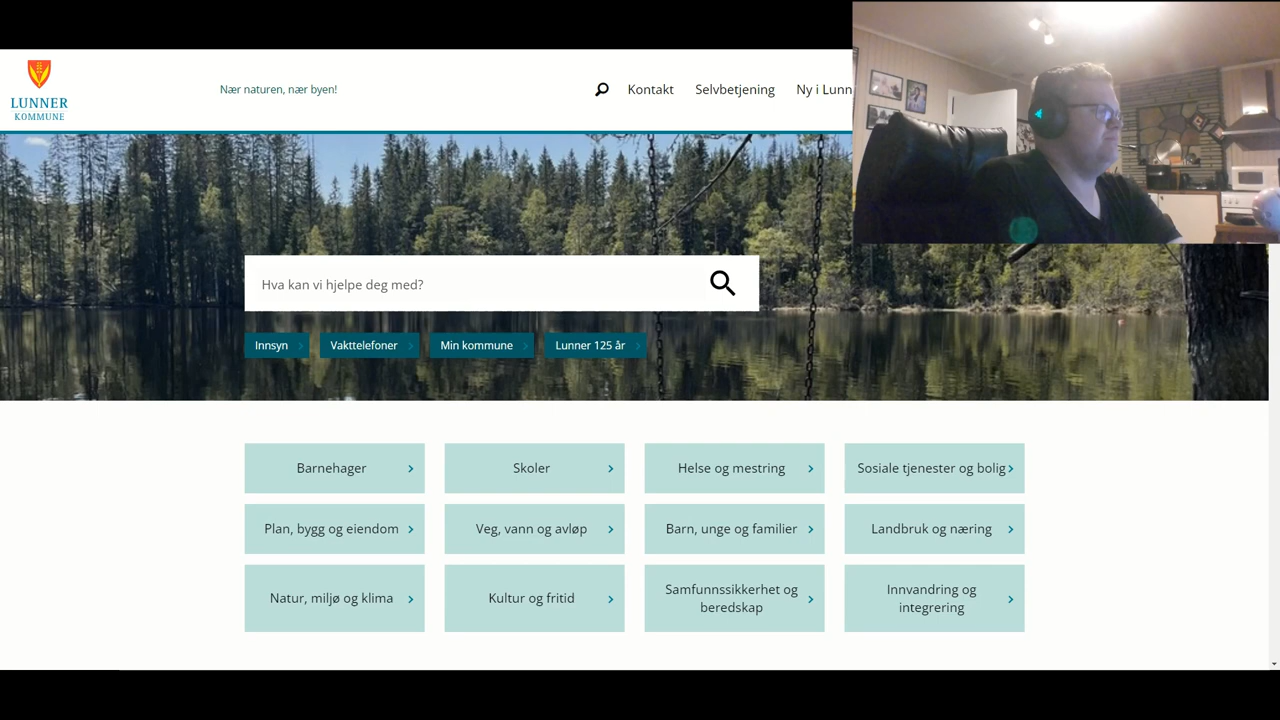 LUNNER
KOMMUNE
Nær naturen, nær byen!
Kontakt
Selvbetjening
Ny i Lunn
Hva kan vi hjelpe deg med?
Innsyn
Vakttelefoner
Min kommune
Lunner 125 år
Barnehager
Skoler
Helse og mestring
Sosiale tjenester og bolig
Plan, bygg og eiendom
Veg, vann og avløp
Barn, unge og familier
Landbruk og næring
Natur, miljø og klima
Kultur og fritid
Samfunnssikkerhet og
beredskap
Innvandring og
integrering